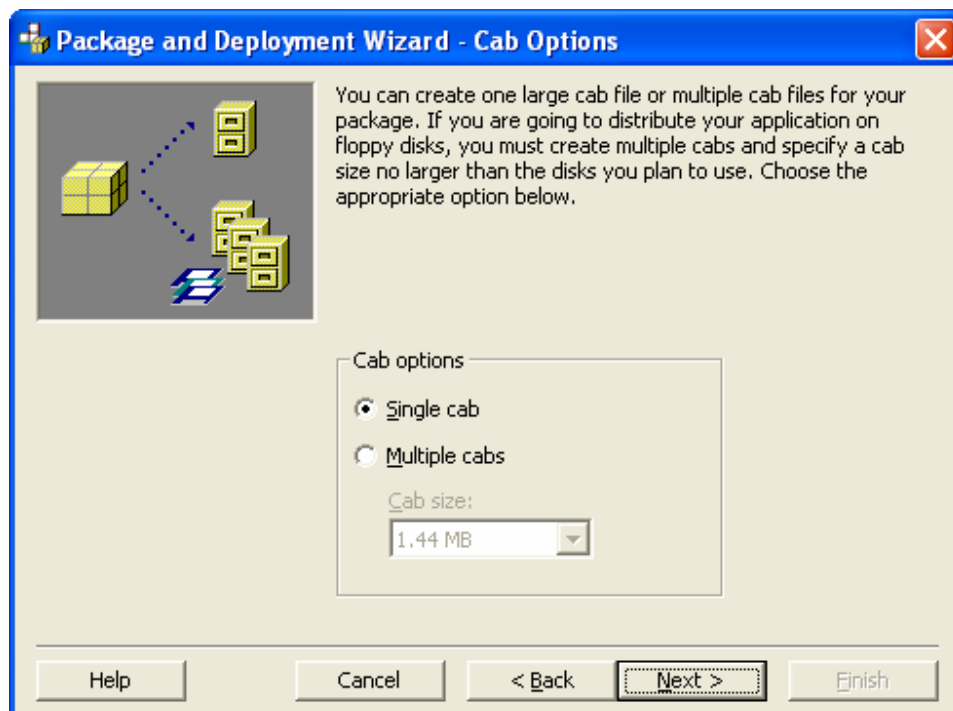 Package and Deployment Wizard - Cab Options
You can create one large cab file or multiple cab files for your
package. If you are going to distribute your application on
floppy disks, you must create multiple cabs and specify a cab
size no larger than the disks you plan to use. Choose the
appropriate option below.
Cab options
Single cab
Multiple cabs
Cab size:
1.44 MB
Help
Cancel
< Back
Next >
Finish